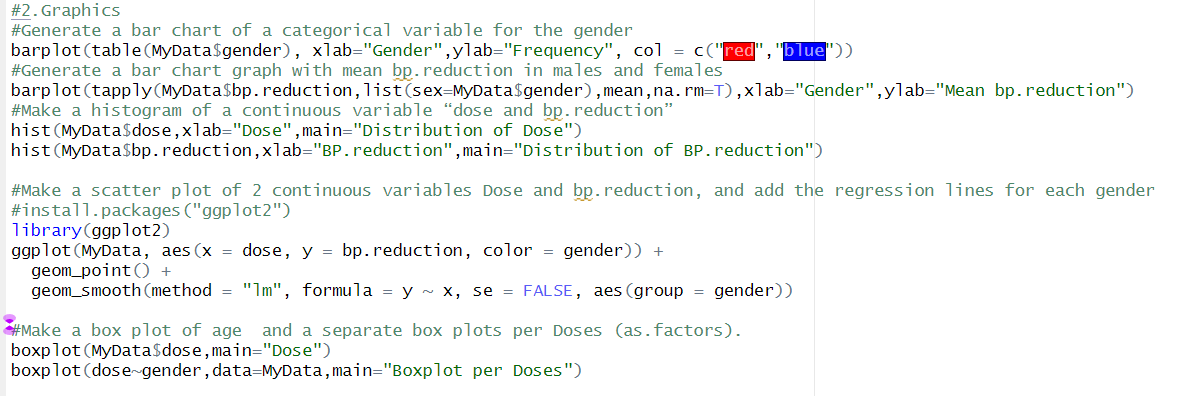 #2.Graphics
#Generate a bar chart of a categorical variable for the gender
barplot(table(MyData$gender), xlab="Gender",ylab="Frequency", col = c("red","blue"))
#Generate a bar chart graph with mean bp.reduction in males and females
barplot(tapply(MyData$bp.reduction,list(sex=MyData$gender),mean,na.rm=T),xlab="Gender",ylab="Mean bp.reduction")
#Make a histogram of a continuous variable “dose and bp.reduction”
hist(MyData$dose,xlab="Dose",main="Distribution of Dose")
hist(MyData$bp.reduction,xlab="BP.reduction",main="Distribution of BP.reduction")
#Make a scatter plot of 2 continuous variables Dose and bp.reduction, and add the regression lines for each gender
#install.packages("ggplot2")
library(ggplot2)
ggplot(MyData, aes(x = dose, y = bp.reduction, color = gender)) +
  geom_point() +
  geom_smooth(method = "lm", formula = y ~ x, se = FALSE, aes(group = gender))
#Make a box plot of age  and a separate box plots per Doses (as.factors).
boxplot(MyData$dose,main="Dose")
boxplot(dose~gender,data=MyData,main="Boxplot per Doses")